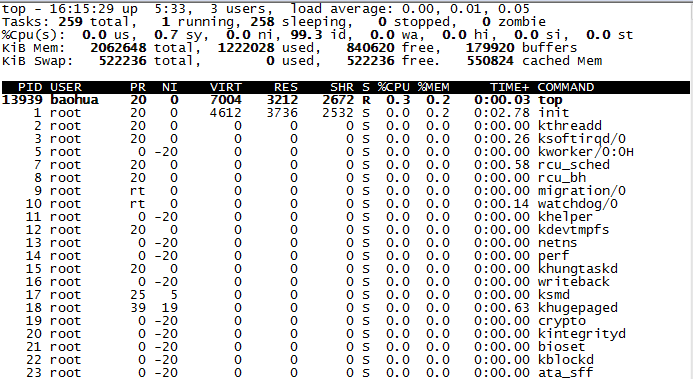 top - 16:15:29 up  5:33,  3 users,  load average: 0.00, 0.01, 0.05
Tasks: 259 total,   1 running, 258 sleeping,   0 stopped,   0 zombie
%Cpu(s):  0.0 us,  0.7 sy,  0.0 ni, 99.3 id,  0.0 wa,  0.0 hi,  0.0 si,  0.0 st
KiB Mem:   2062648 total,  1222028 used,   840620 free,   179920 buffers
KiB Swap:   522236 total,        0 used,   522236 free.   550824 cached Mem
PID USER      PR  NI    VIRT    RES    SHR S %CPU %MEM     TIME+ COMMAND
13939 baohua    20   0    7004   3212   2672 R  0.3  0.2   0:00.03 top
1 root      20   0    4612   3736   2532 S  0.0  0.2   0:02.78 init
2 root      20   0       0      0      0 S  0.0  0.0   0:00.00 kthreadd
3 root      20   0       0      0      0 S  0.0  0.0   0:00.26 ksoftirqd/0
5 root       0 -20       0      0      0 S  0.0  0.0   0:00.00 kworker/0:0H
7 root      20   0       0      0      0 S  0.0  0.0   0:00.58 rcu_sched
8 root      20   0       0      0      0 S  0.0  0.0   0:00.00 rcu_bh
9 root      rt   0       0      0      0 S  0.0  0.0   0:00.00 migration/0
10 root      rt   0       0      0      0 S  0.0  0.0   0:00.14 watchdog/0
11 root       0 -20       0      0      0 S  0.0  0.0   0:00.00 khelper
12 root      20   0       0      0      0 S  0.0  0.0   0:00.00 kdevtmpfs
13 root       0 -20       0      0      0 S  0.0  0.0   0:00.00 netns
14 root       0 -20       0      0      0 S  0.0  0.0   0:00.00 perf
15 root      20   0       0      0      0 S  0.0  0.0   0:00.00 khungtaskd
16 root       0 -20       0      0      0 S  0.0  0.0   0:00.00 writeback
17 root      25   5       0      0      0 S  0.0  0.0   0:00.00 ksmd
18 root      39  19       0      0      0 S  0.0  0.0   0:00.63 khugepaged
19 root       0 -20       0      0      0 S  0.0  0.0   0:00.00 crypto
20 root       0 -20       0      0      0 S  0.0  0.0   0:00.00 kintegrityd
21 root       0 -20       0      0      0 S  0.0  0.0   0:00.00 bioset
22 root       0 -20       0      0      0 S  0.0  0.0   0:00.00 kblockd
23 root       0 -20       0      0      0 S  0.0  0.0   0:00.00 ata_sff